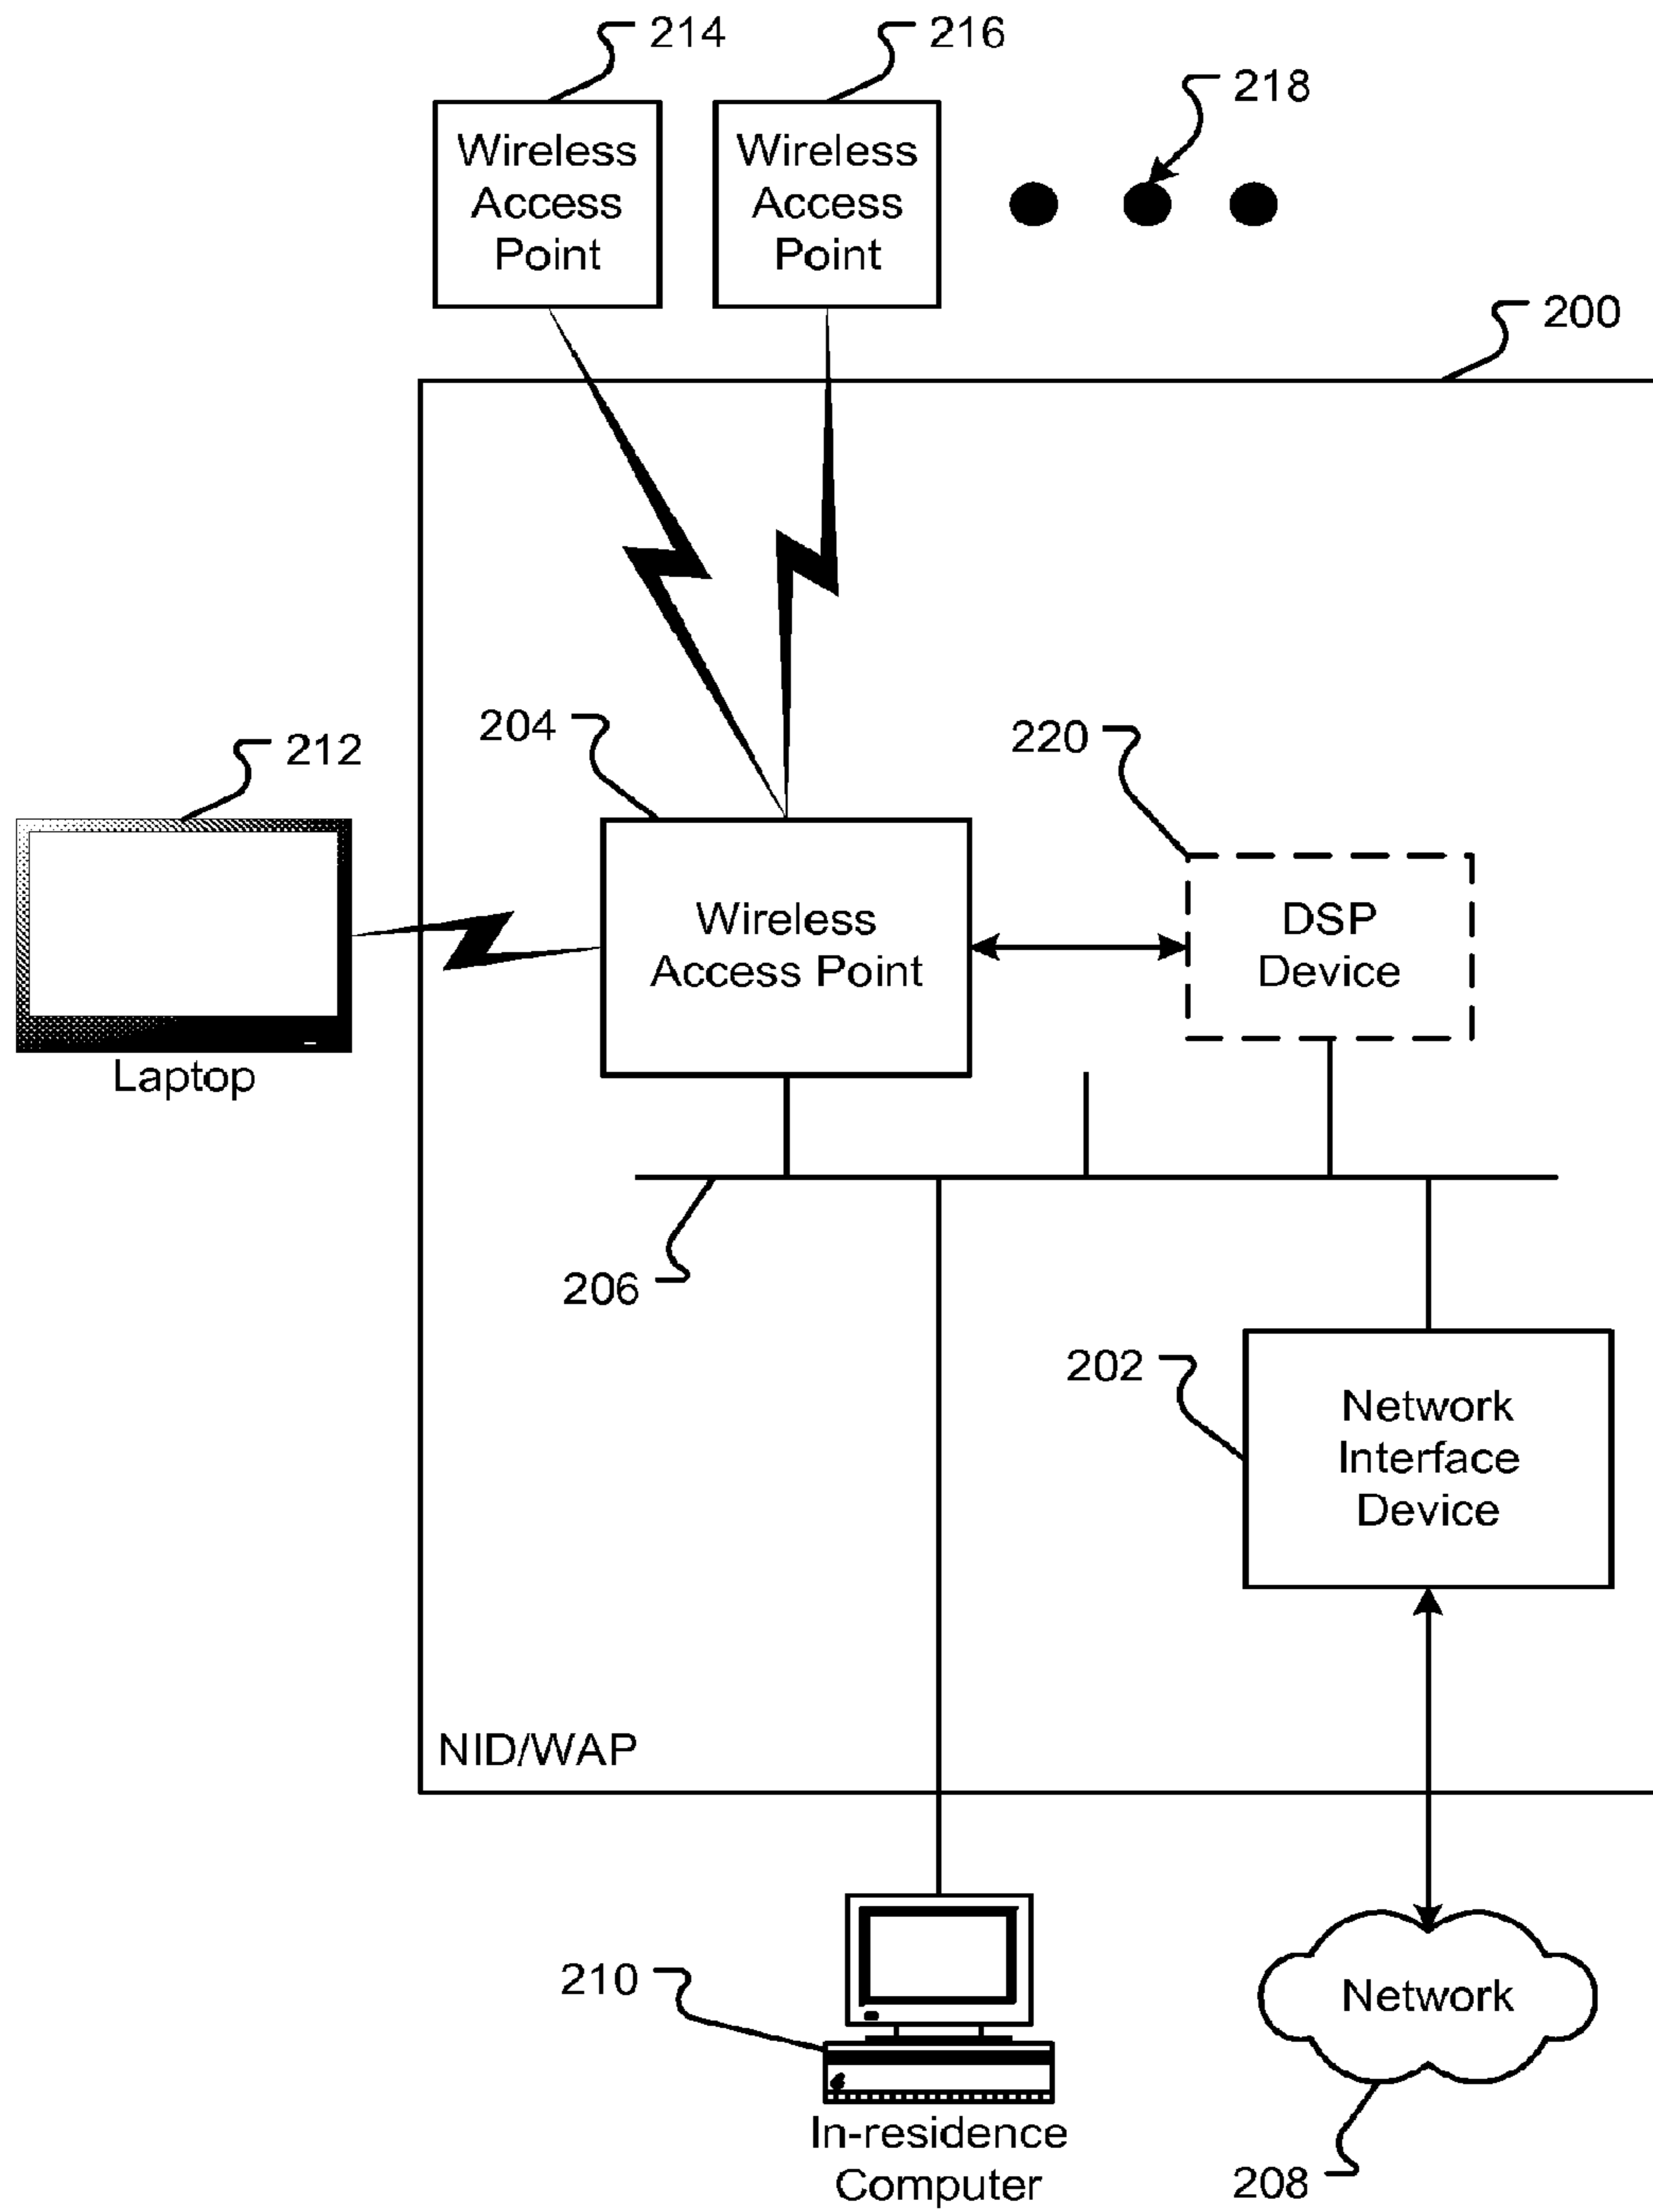 214
216
218
Wireless
Access
Point
Wireless
Access
Point
200
204
220
212
Wireless
Access Point
DSP
Device
Laptop
206
202
Network
Interface
Device
NID/WAP
210
Network
In-residence
Computer
208